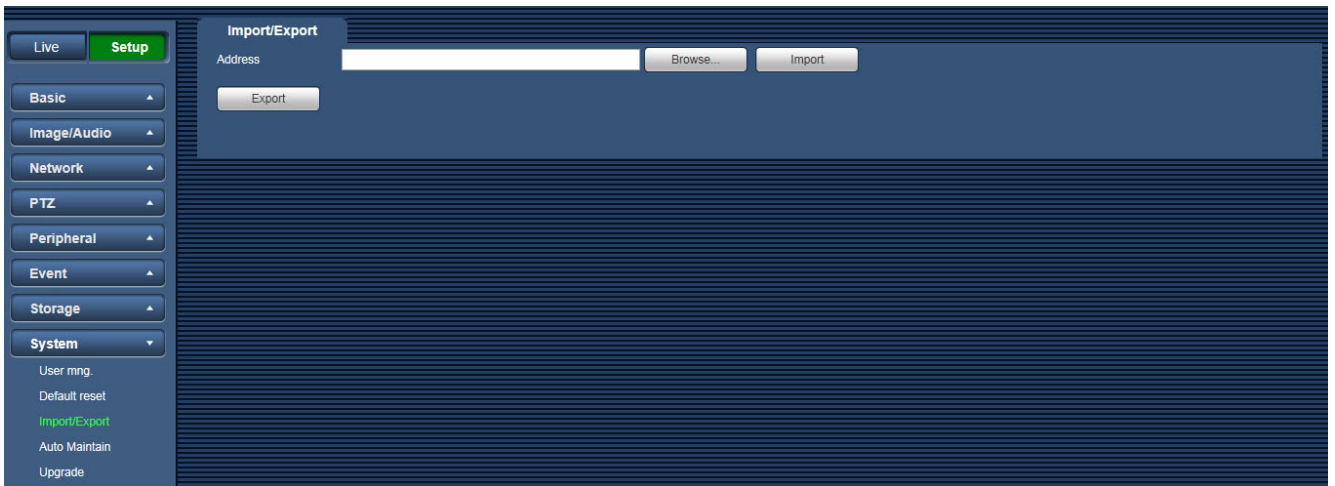 Live Setup
Basic
Image/Audio
Network
PTZ
Peripheral
Event
Storage
System
User mng.
Default reset
Import/Export
Auto Maintain
Upgrade
Import/Export
Address Browse... Import
Export